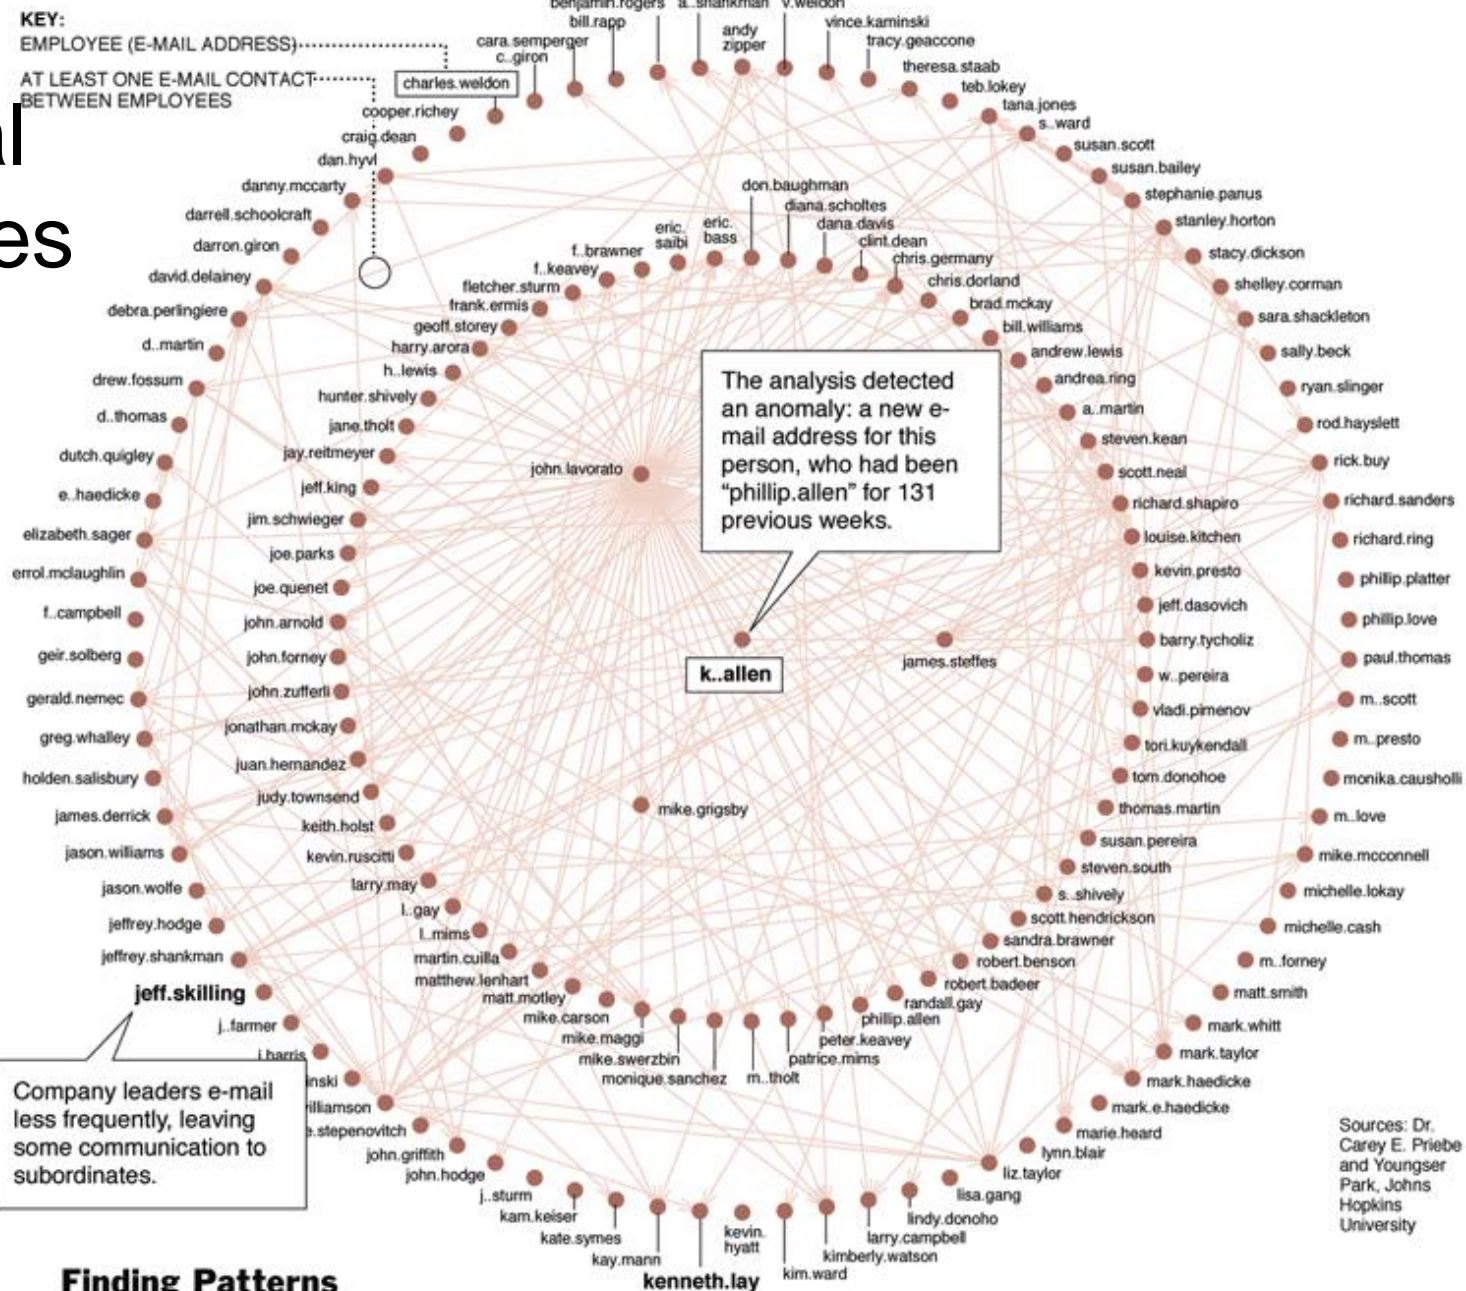 KEY:
EMPLOYEE (E-MAIL ADDRESS)
AT LEAST ONE E-MAIL CONTACT
BETWEEN EMPLOYEES
al
es
benjamin.rogers
a..shankman
v.weldon
bill.rapp
andy
zipper
vince.kaminski
cara.semperger
tracy.geaccone
c..giron
theresa.staab
charles.weldon
teb.lokey
cooper.richey
tana.jones
craig.dean
s..ward
dan.hyvl
susan.scott
danny.mccarty
susan.bailey
darrell.schoolcraft
stephanie.panus
darron.giron
stanley.horton
david.delainey
stacy.dickson
debra.perlingiere
shelley.corman
d..martin
sara.shackleton
drew.fossum
sally.beck
d..thomas
ryan.slinger
dutch.quigley
rod.hayslett
e..haedicke
rick.buy
elizabeth.sager
richard.sanders
errol.mclaughlin
richard.ring
f..campbell
phillip.platter
geir.solberg
phillip.love
gerald.nemec
paul.thomas
greg.whalley
m..scott
holden.salisbury
m..presto
james.derrick
monika.causholli
jason.williams
m..love
jason.wolfe
mike.mcconnell
jeffrey.hodge
michelle.lokay
jeffrey.shankman
michelle.cash
jeff.skilling
m..forney
j..farmer
matt.smith
j.harris
mark.whitt
inski
mark.taylor
illiamson
mark.haedicke
e.stepenovitch
mark.e.haedicke
john.griffith
marie.heard
john.hodge
lynn.blair
j..sturm
liz.taylor
kam.keiser
lisa.gang
kate.symes
lindy.donoho
kay.mann
larry.campbell
kenneth.lay
kevin.
hyatt
kim.ward
kimberly.watson
don.baughman
diana.scholtes
dana.davis
clint.dean
chris.germany
chris.dorland
brad.mckay
bill.williams
andrew.lewis
andrea.ring
a..martin
steven.kean
scott.neal
richard.shapiro
louise.kitchen
kevin.presto
jeff.dasovich
barry.tycholiz
w..pereira
vladi.pimenov
tori.kuykendall
tom.donohoe
thomas.martin
susan.pereira
steven.south
s..shively
scott.hendrickson
sandra.brawner
robert.benson
robert.badeer
randall.gay
phillip.allen
peter.keavey
patrice.mims
m..tholt
monique.sanchez
mike.swerzbin
mike.maggi
mike.carson
matt.motley
matthew.lenhart
martin.cuilla
l..mims
l..gay
larry.may
kevin.ruscitti
keith.holst
judy.townsend
juan.hernandez
jonathan.mckay
john.zufferli
john.forney
john.arnold
joe.quenet
joe.parks
jim.schwieger
jeff.king
jay.reitmeyer
jane.tholt
hunter.shively
h..lewis
harry.arora
geoff.storey
frank.ermis
fletcher.sturm
f..keavey
f..brawner
eric.
saibi
eric.
bass
john.lavorato
The analysis detected
an anomaly: a new e-
mail address for this
person, who had been
“phillip.allen” for 131
previous weeks.
k..allen
james.steffes
mike.grigsby
Company leaders e-mail
less frequently, leaving
some communication to
subordinates.
Sources: Dr.
Carey E. Priebe
and Youngser
Park, Johns
Hopkins
University
Finding Patterns